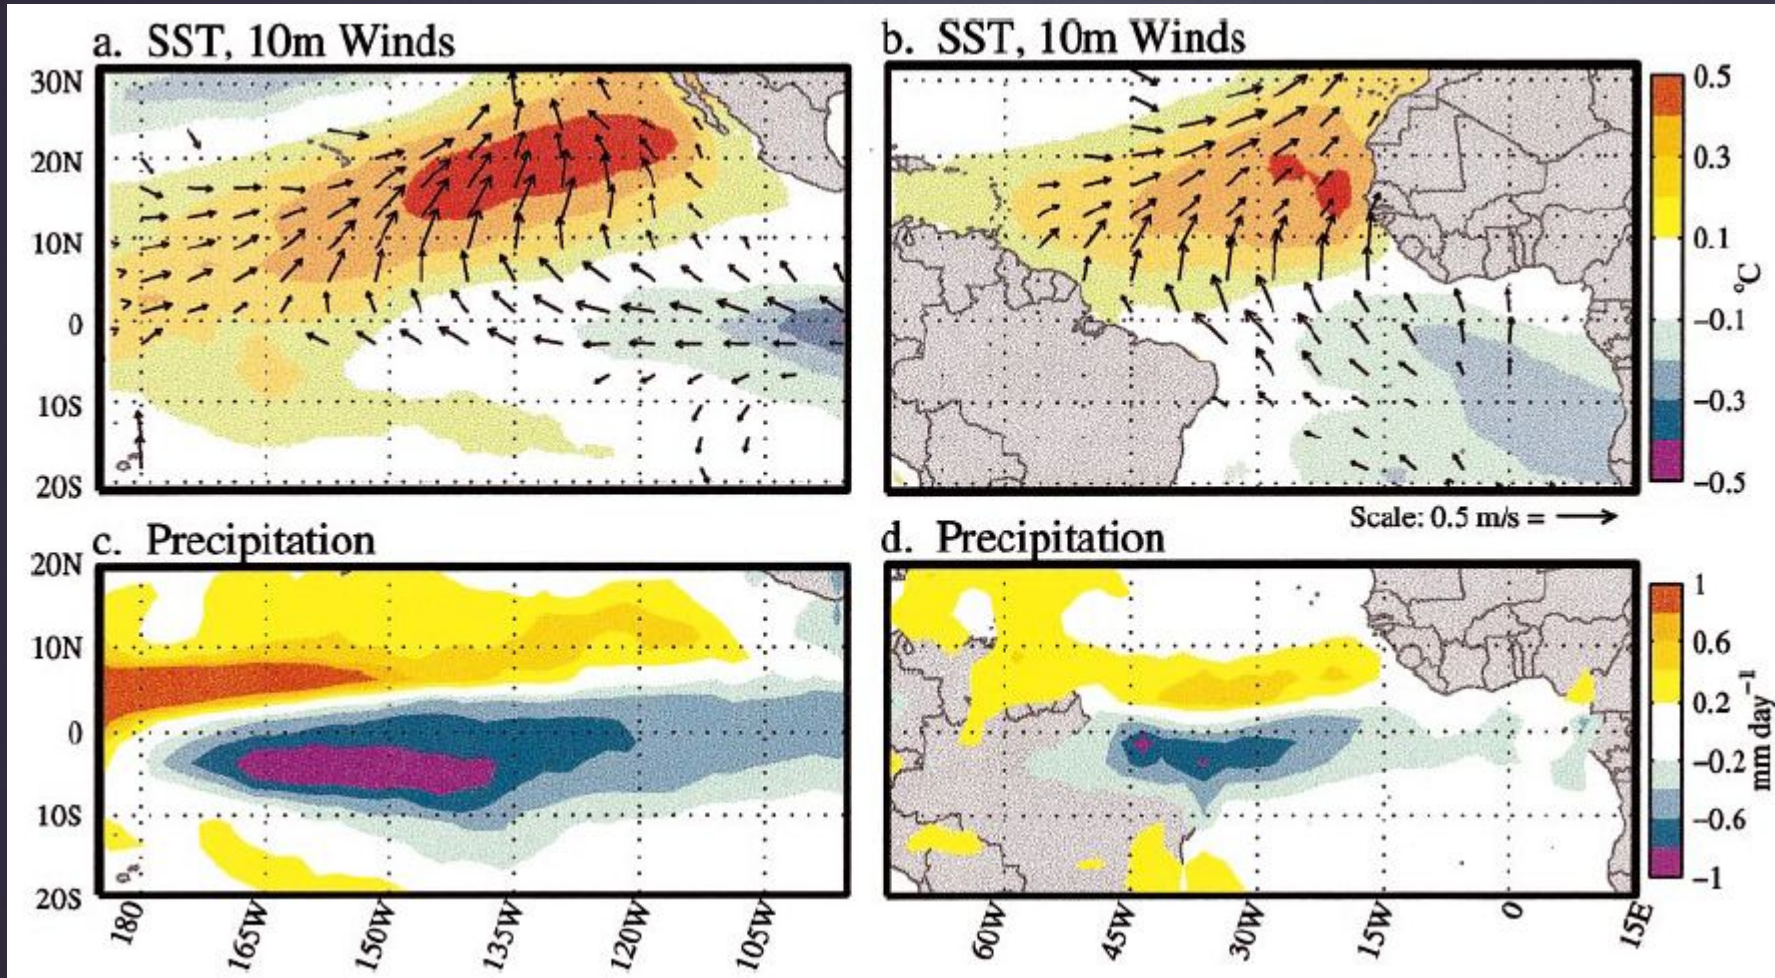 a. SST, 10m Winds
b. SST, 10m Winds
30N
20N
10N
0
10S
20S
0.5
0.3
0.1
°C
−0.1
−0.3
−0.5
Scale: 0.5 m/s =
c. Precipitation
d. Precipitation
20N
10N
0
10S
20S
1
0.6
0.2
mm day⁻¹
−0.2
−0.6
−1
180
165W
150W
135W
120W
105W
60W
45W
30W
15W
0
15E